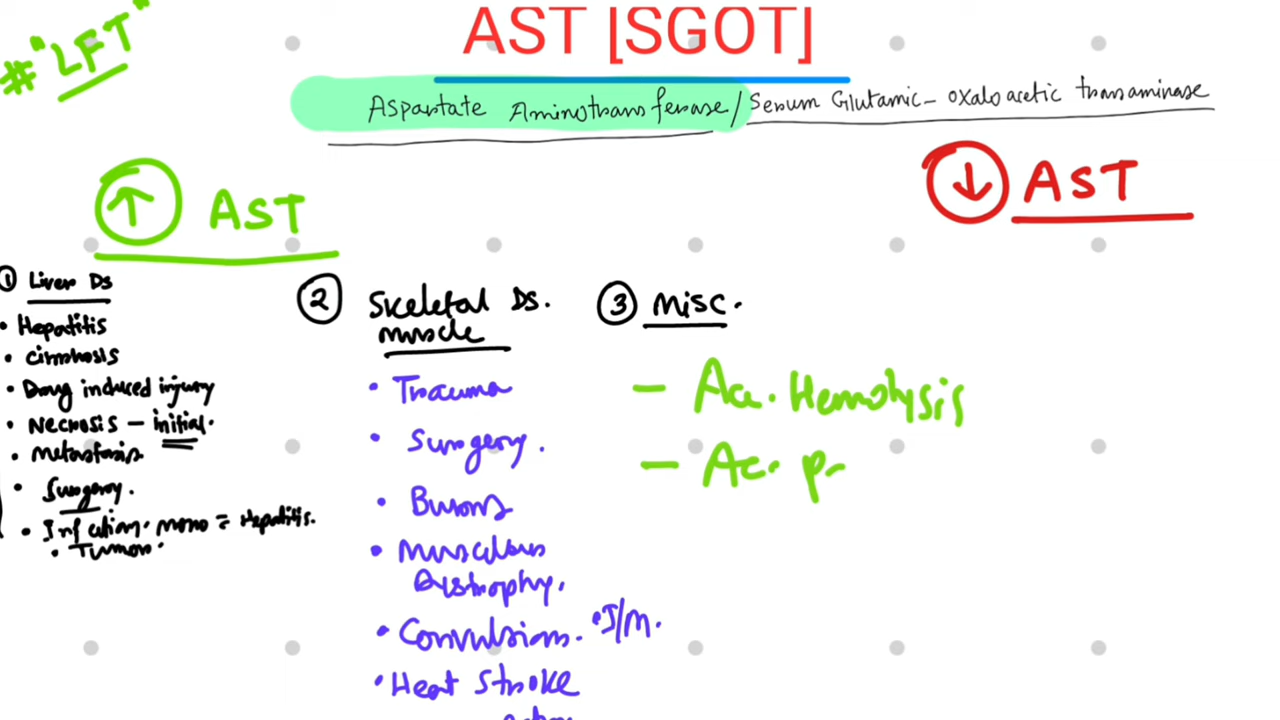 # "LFT"
AST [SGOT]
Aspartate Aminotransferase / Serum Glutamic - oxaloacetic transaminase
↑ AST
↓ AST
① Liver Ds
• Hepatitis
• Cirrhosis
• Drug induced injury
• Necrosis - initial.
• Metastasis
• Surgery.
• Infection. mono = Hepatitis.
• Tumor.
② Skeletal Ds.
muscle
• Trauma
• Surgery.
• Burns
• Muscular
Dystrophy.
• Convulsions. • I/M.
• Heat Stroke
③ Misc.
— Acu. Hemolysis
— Ac. p